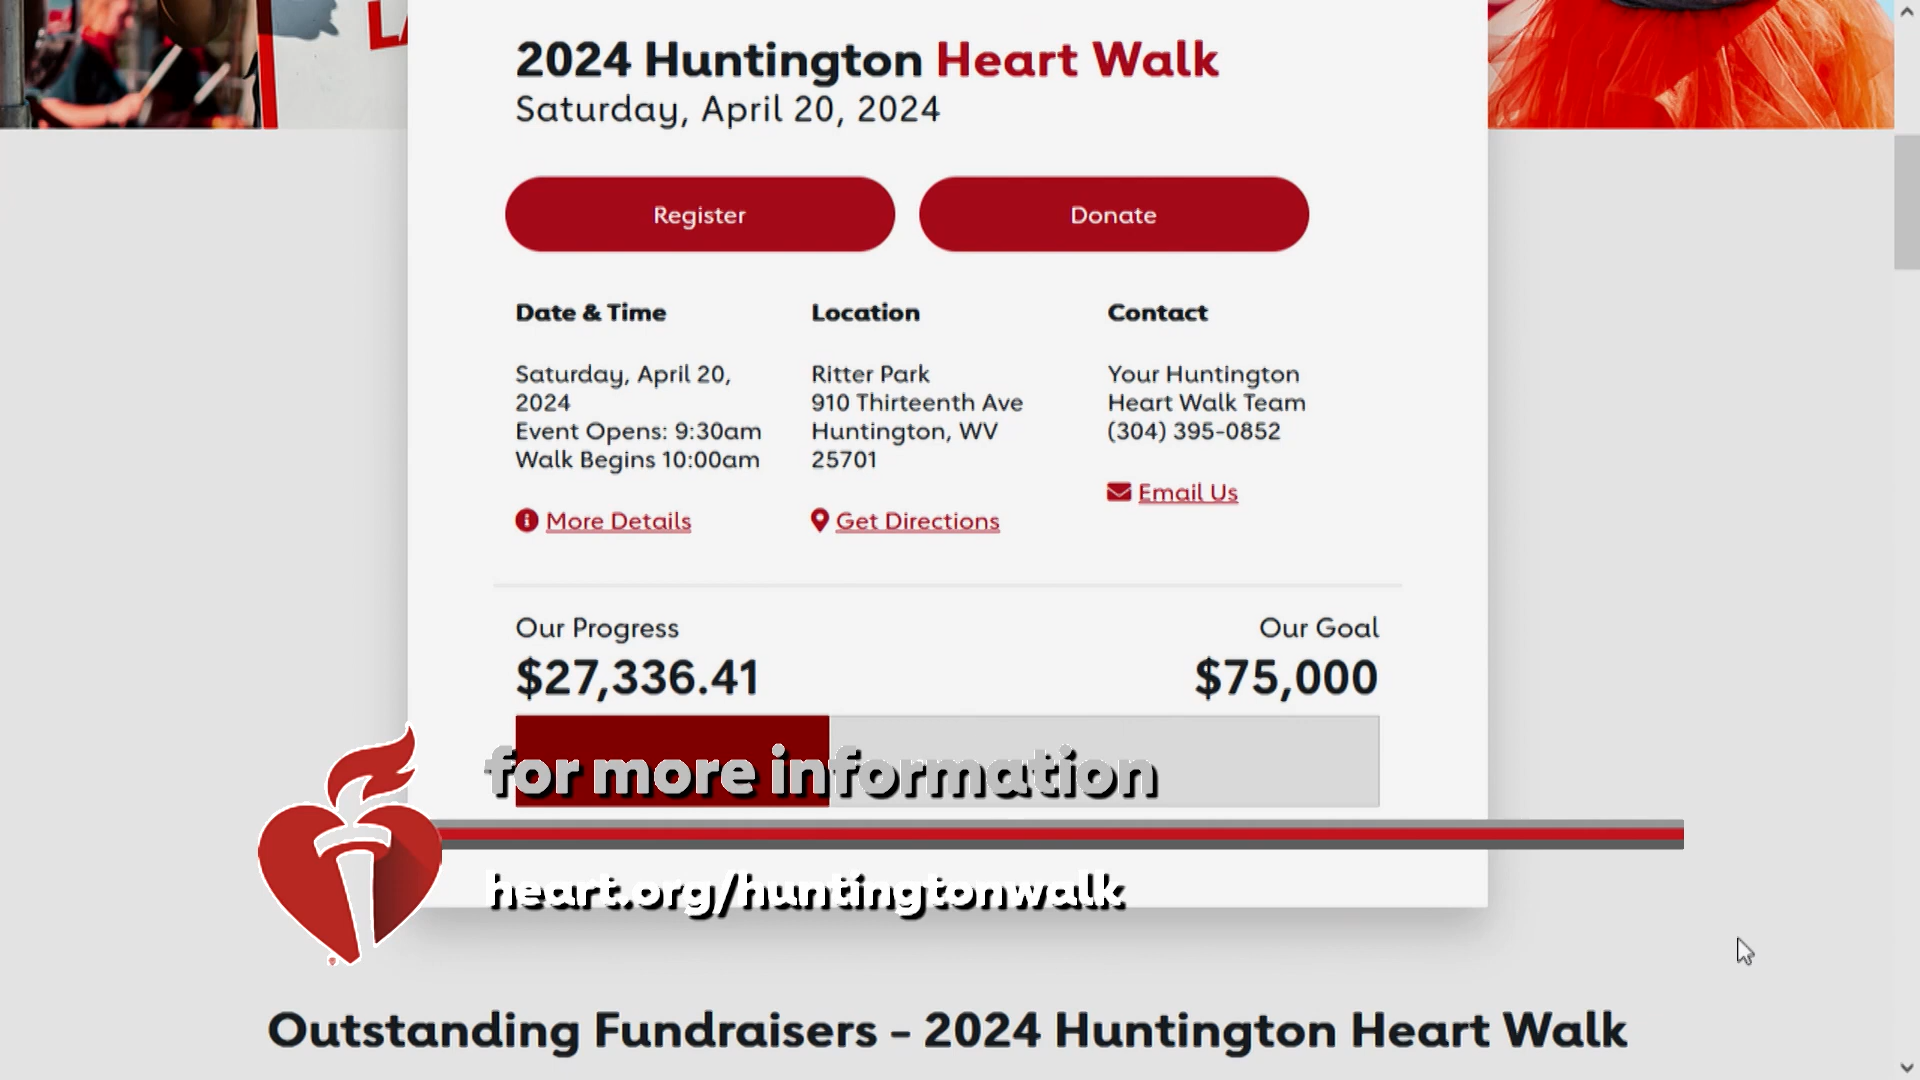 LA
2024 Huntington Heart Walk
Saturday, April 20, 2024
Register
Donate
Date & Time
Saturday, April 20,
2024
Event Opens: 9:30am
Walk Begins 10:00am
More Details
Location
Ritter Park
910 Thirteenth Ave
Huntington, WV
25701
Get Directions
Contact
Your Huntington
Heart Walk Team
(304) 395-0852
Email Us
Our Progress
$27,336.41
Our Goal
$75,000
for more information
heart.org/huntingtonwalk
Outstanding Fundraisers – 2024 Huntington Heart Walk